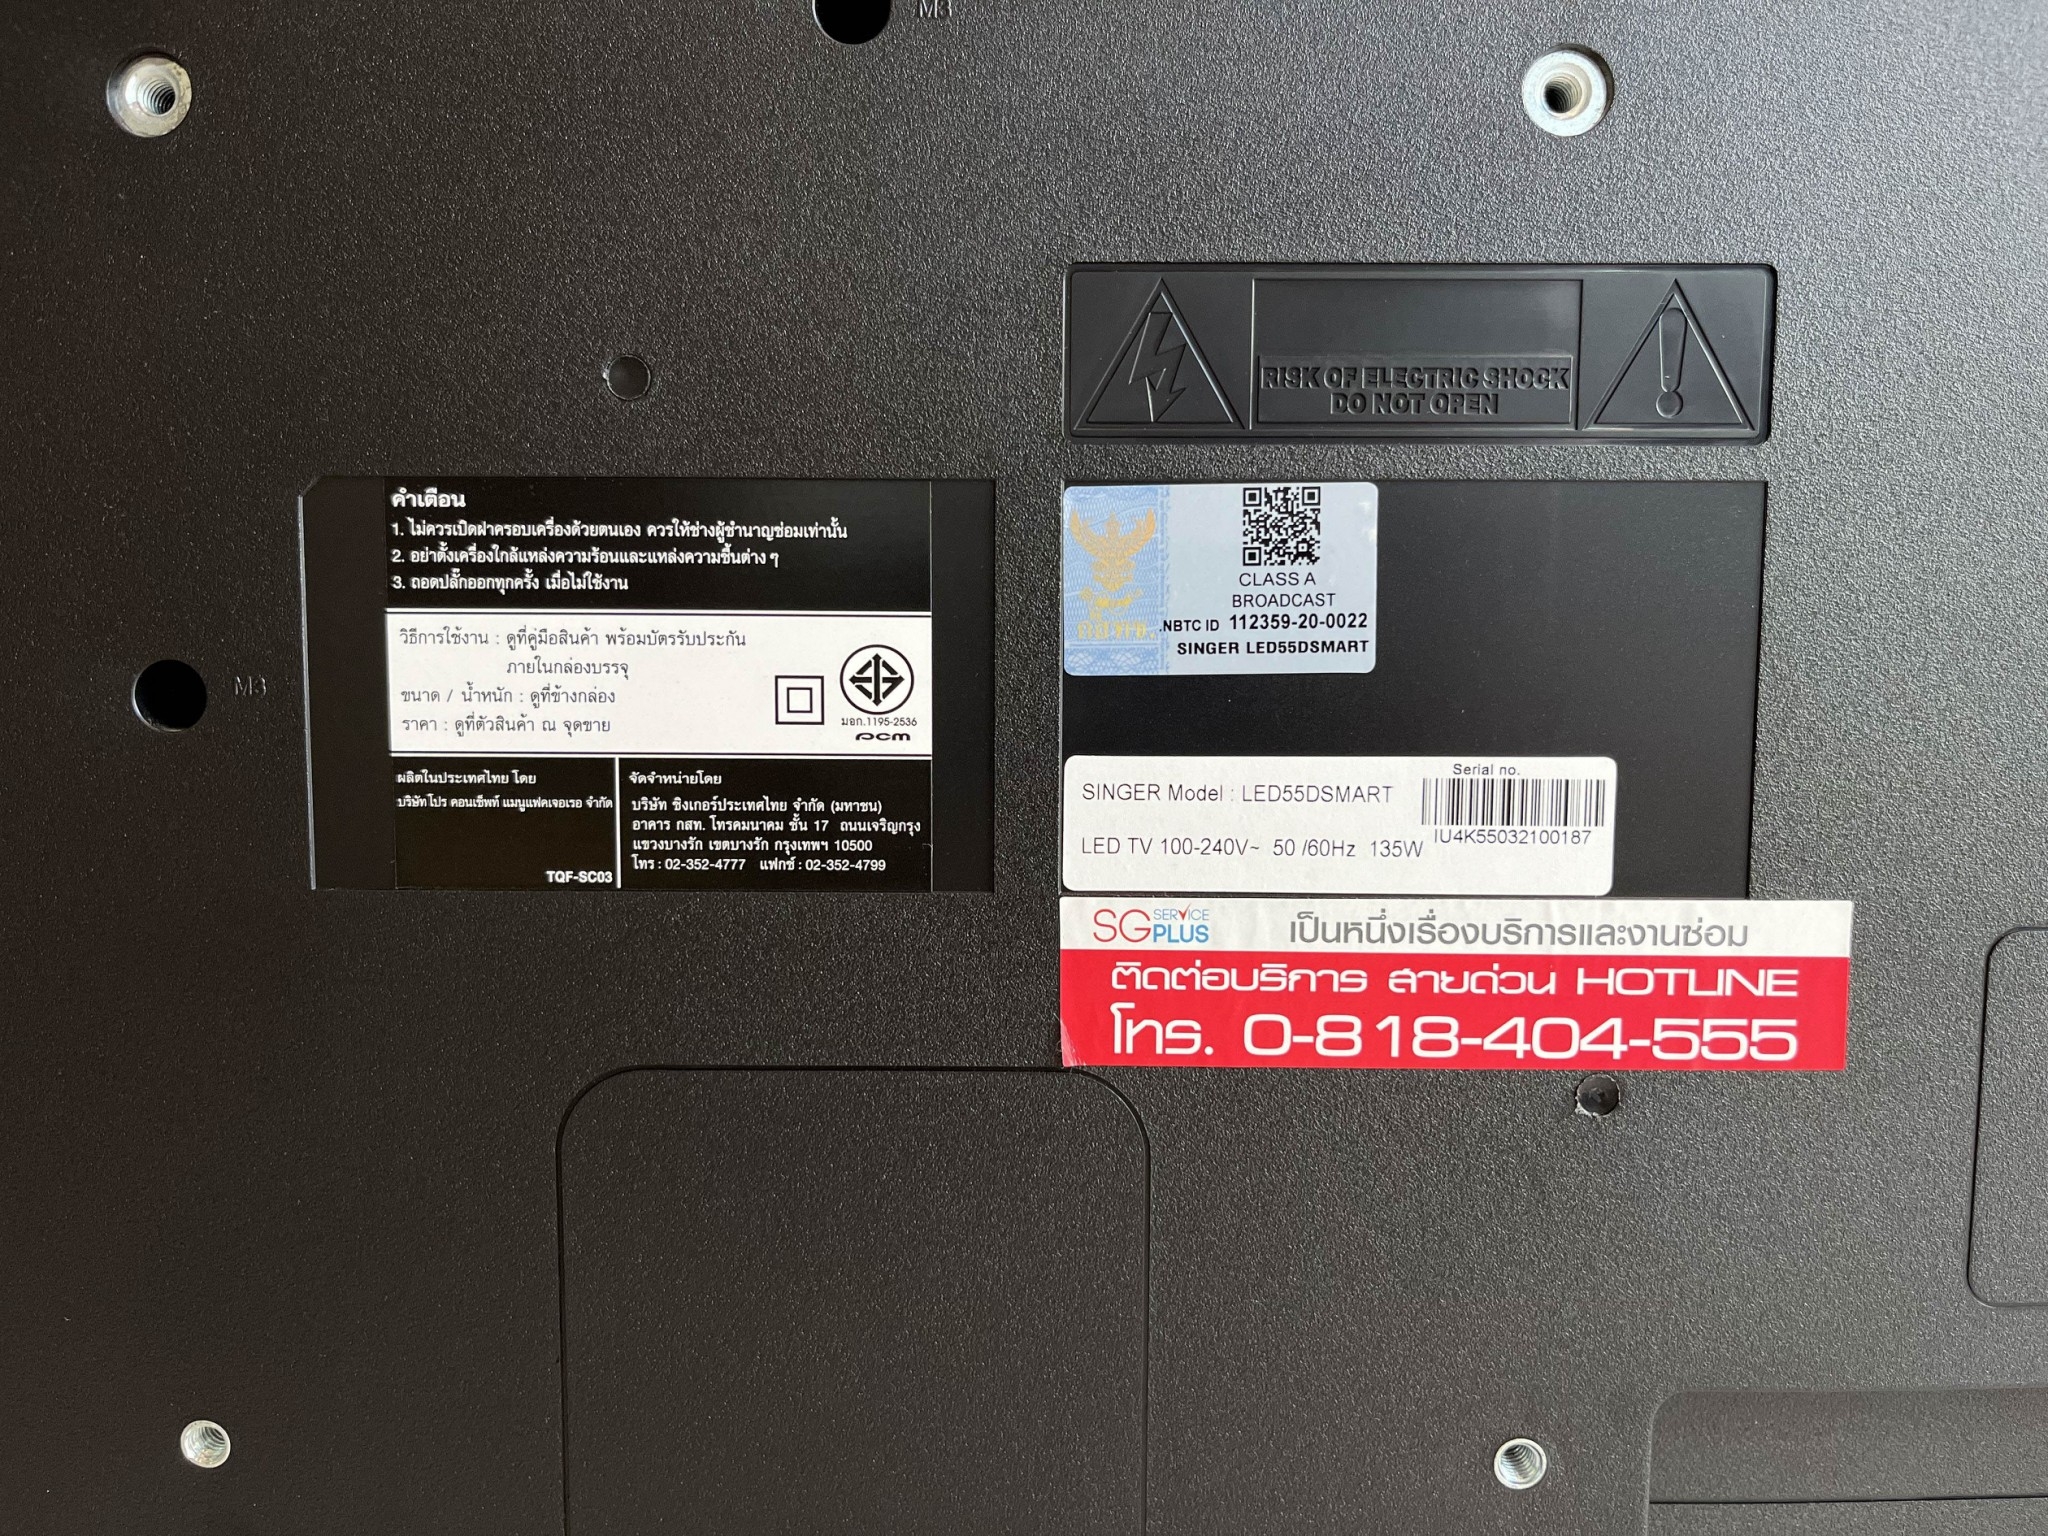 M3
RISK OF ELECTRIC SHOCK
DO NOT OPEN
คำเตือน
1. ไม่ควรเปิดฝาครอบเครื่องด้วยตนเอง ควรให้ช่างผู้ชำนาญซ่อมเท่านั้น
2. อย่าตั้งเครื่องใกล้แหล่งความร้อนและแหล่งความชื้นต่าง ๆ
3. ถอดปลั๊กออกทุกครั้ง เมื่อไม่ใช้งาน
วิธีการใช้งาน : ดูที่คู่มือสินค้า พร้อมบัตรรับประกัน
ภายในกล่องบรรจุ
ขนาด / น้ำหนัก : ดูที่ข้างกล่อง
ราคา : ดูที่ตัวสินค้า ณ จุดขาย
มอก.1195-2536
pcm
ผลิตในประเทศไทย โดย
บริษัท โปร คอนเซ็พท์ แมนูแฟคเจอเรอ จำกัด
TQF-SC03
จัดจำหน่ายโดย
บริษัท ซิงเกอร์ประเทศไทย จำกัด (มหาชน)
อาคาร กสท. โทรคมนาคม ชั้น 17 ถนนเจริญกรุง
แขวงบางรัก เขตบางรัก กรุงเทพฯ 10500
โทร : 02-352-4777 แฟกซ์ : 02-352-4799
M3
CLASS A
BROADCAST
NBTC ID 112359-20-0022
SINGER LED55DSMART
กสทช.
Serial no.
SINGER Model : LED55DSMART
IU4K55032100187
LED TV 100-240V~ 50 /60Hz 135W
SG SERVICE PLUS
เป็นหนึ่งเรื่องบริการและงานซ่อม
ติดต่อบริการ สายด่วน HOTLINE
โทร. 0-818-404-555